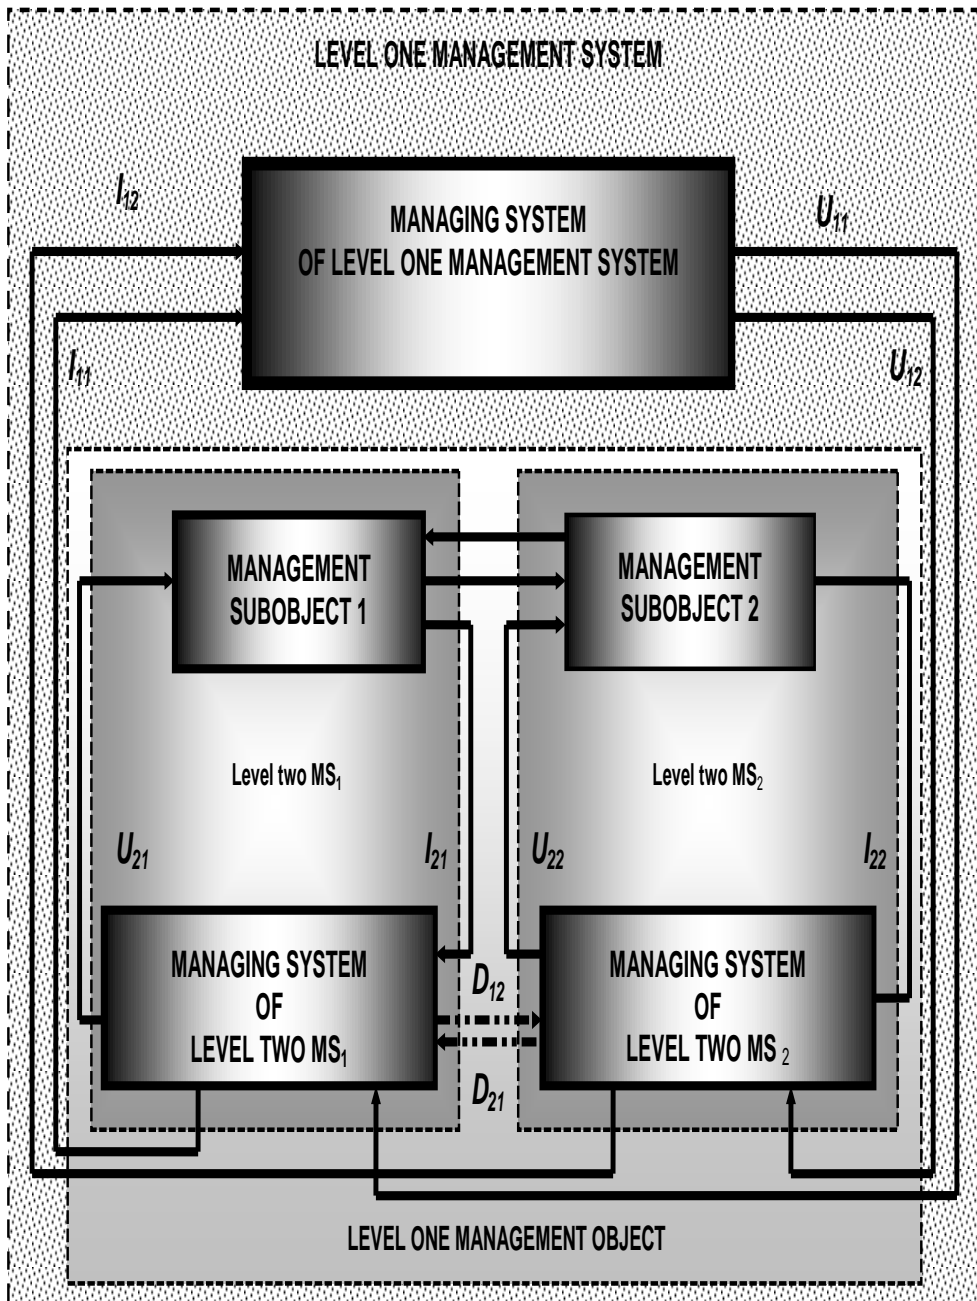 LEVEL ONE MANAGEMENT SYSTEM
I12
U11
MANAGING SYSTEM
OF LEVEL ONE MANAGEMENT SYSTEM
I11
U12
MANAGEMENT
SUBOBJECT 1
MANAGEMENT
SUBOBJECT 2
Level two MS1
Level two MS2
U21
I21
U22
I22
MANAGING SYSTEM
OF
LEVEL TWO MS1
D12
D21
MANAGING SYSTEM
OF
LEVEL TWO MS 2
LEVEL ONE MANAGEMENT OBJECT